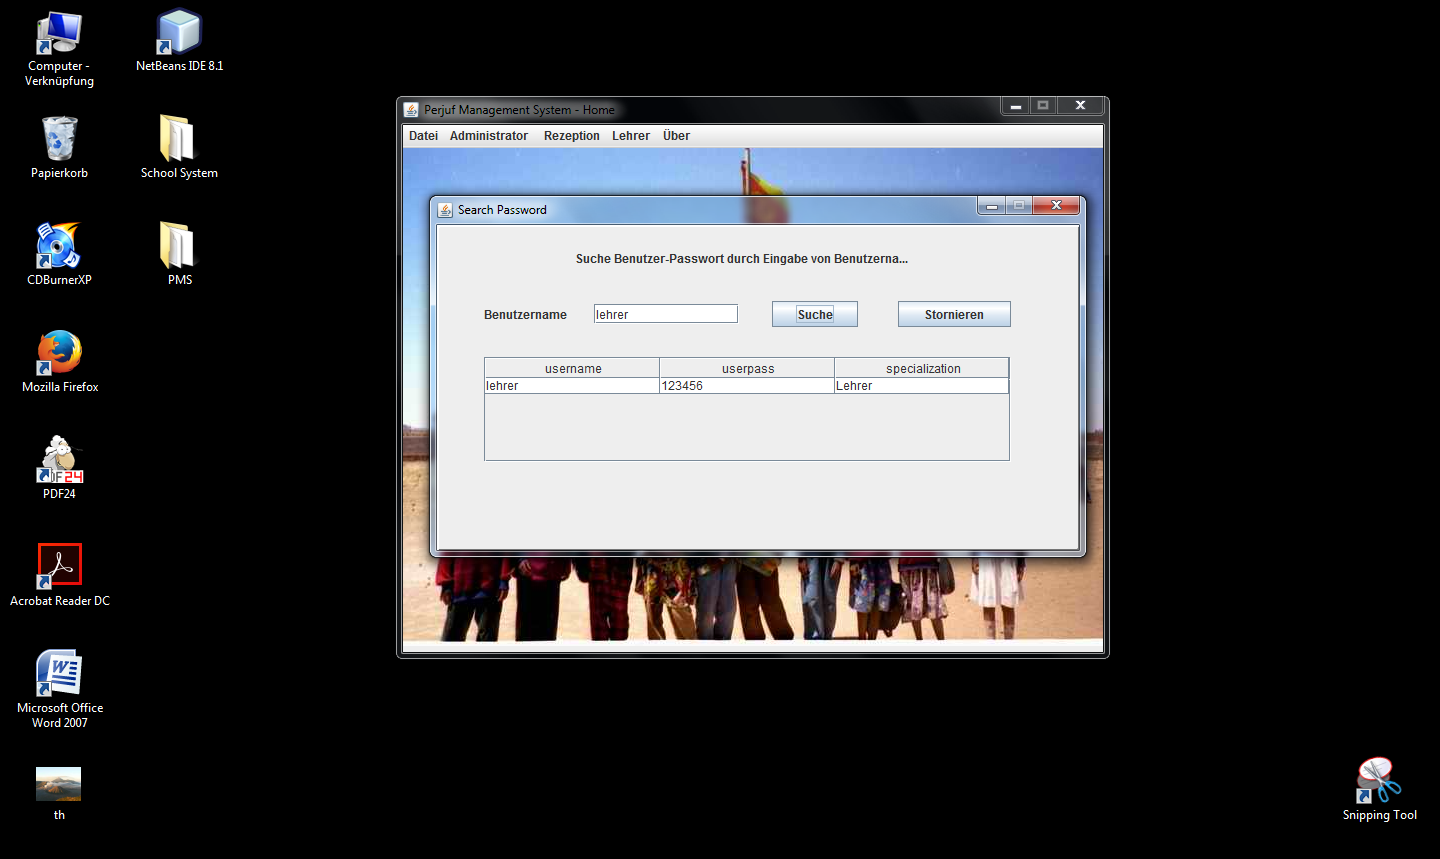 Computer -
Verknüpfung
NetBeans IDE 8.1
Papierkorb
School System
CDBurnerXP
PMS
Mozilla Firefox
PDF24
Acrobat Reader DC
Microsoft Office
Word 2007
th
Perjuf Management System - Home
Datei Administrator Rezeption Lehrer Über
Search Password
Suche Benutzer-Passwort durch Eingabe von Benutzerna...
Benutzername lehrer Suche Stornieren
username userpass specialization
lehrer 123456 Lehrer
Snipping Tool